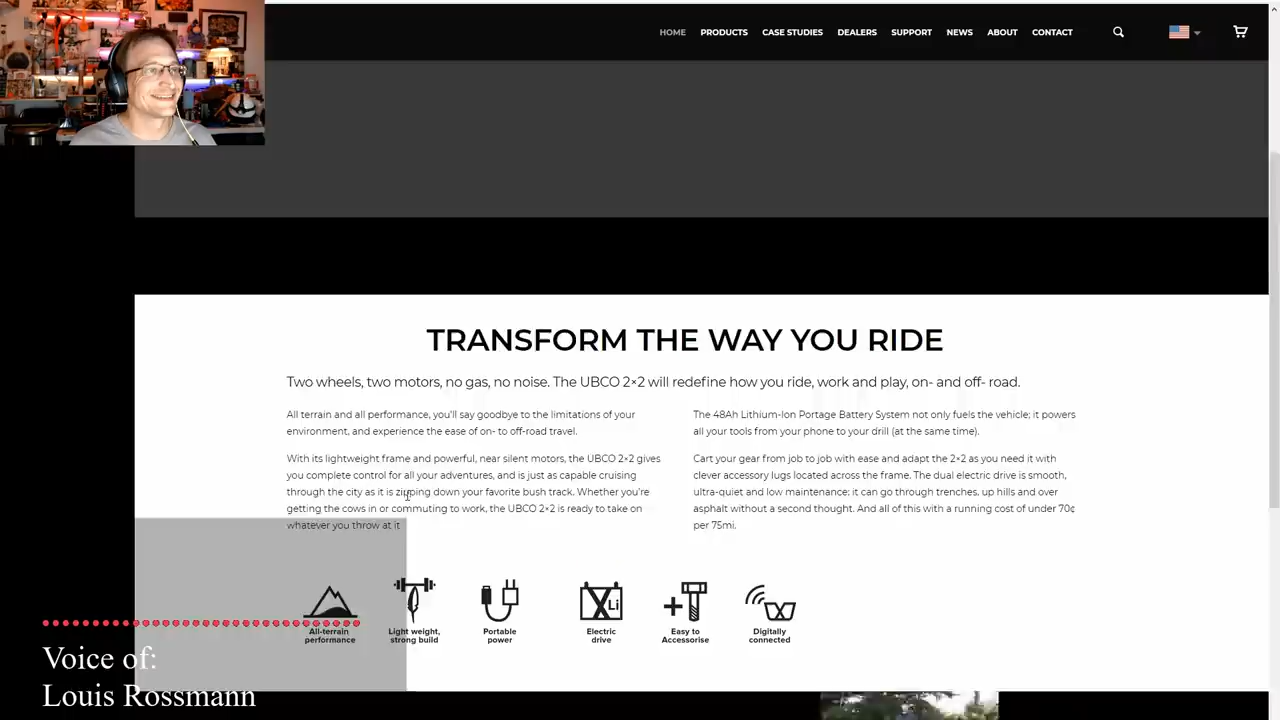 HOME PRODUCTS CASE STUDIES DEALERS SUPPORT NEWS ABOUT CONTACT
TRANSFORM THE WAY YOU RIDE
Two wheels, two motors, no gas, no noise. The UBCO 2×2 will redefine how you ride, work and play, on- and off- road.
All terrain and all performance, you'll say goodbye to the limitations of your
environment, and experience the ease of on- to off-road travel.
With its lightweight frame and powerful, near silent motors, the UBCO 2×2 gives
you complete control for all your adventures, and is just as capable cruising
through the city as it is zipping down your favorite bush track. Whether you're
getting the cows in or commuting to work, the UBCO 2×2 is ready to take on
whatever you throw at it
The 48Ah Lithium-Ion Portage Battery System not only fuels the vehicle; it powers
all your tools from your phone to your drill (at the same time).
Cart your gear from job to job with ease and adapt the 2×2 as you need it with
clever accessory lugs located across the frame. The dual electric drive is smooth,
ultra-quiet and low maintenance; it can go through trenches, up hills and over
asphalt without a second thought. And all of this with a running cost of under 70¢
per 75mi.
Li
All-terrain
performance
Light weight,
strong build
Portable
power
Electric
drive
Easy to
Accessorise
Digitally
connected
Voice of:
Louis Rossmann